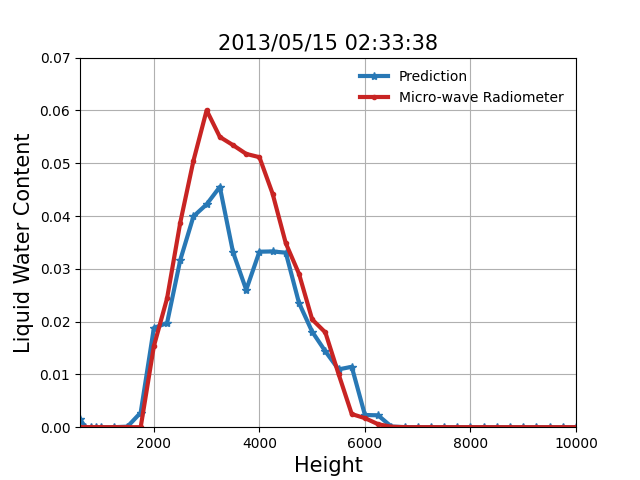 2013/05/15 02:33:38
0.07
0.06
0.05
0.04
0.03
0.02
0.01
0.00
Liquid Water Content
Prediction
Micro-wave Radiometer
2000 4000 6000 8000 10000
Height